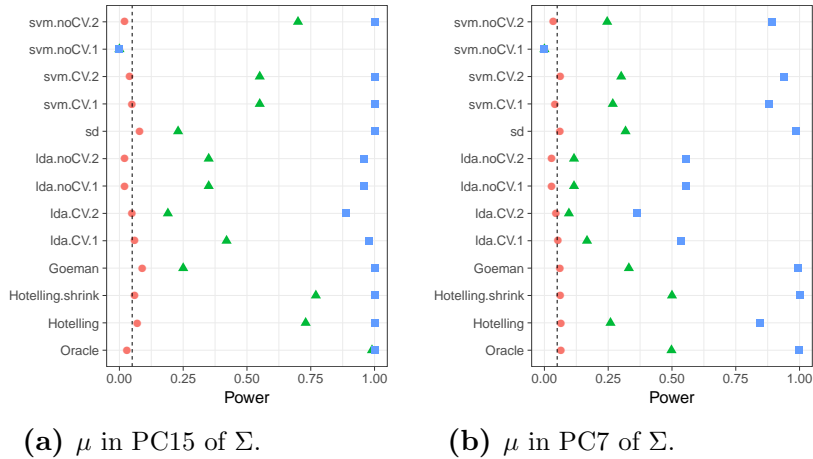 svm.noCV.2
svm.noCV.1
svm.CV.2
svm.CV.1
sd
lda.noCV.2
lda.noCV.1
lda.CV.2
lda.CV.1
Goeman
Hotelling.shrink
Hotelling
Oracle
0.00 0.25 0.50 0.75 1.00
Power
(a) μ in PC15 of Σ.
svm.noCV.2
svm.noCV.1
svm.CV.2
svm.CV.1
sd
lda.noCV.2
lda.noCV.1
lda.CV.2
lda.CV.1
Goeman
Hotelling.shrink
Hotelling
Oracle
0.00 0.25 0.50 0.75 1.00
Power
(b) μ in PC7 of Σ.